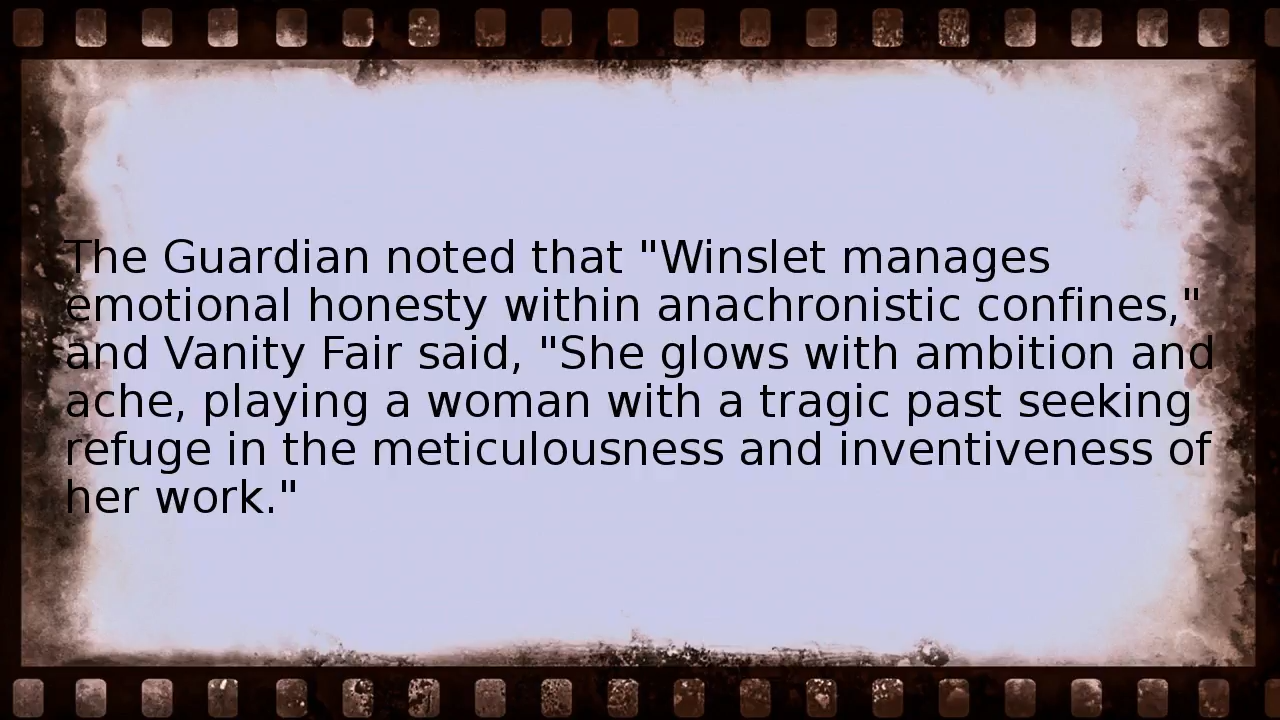 The Guardian noted that "Winslet manages
emotional honesty within anachronistic confines,"
and Vanity Fair said, "She glows with ambition and
ache, playing a woman with a tragic past seeking
refuge in the meticulousness and inventiveness of
her work."